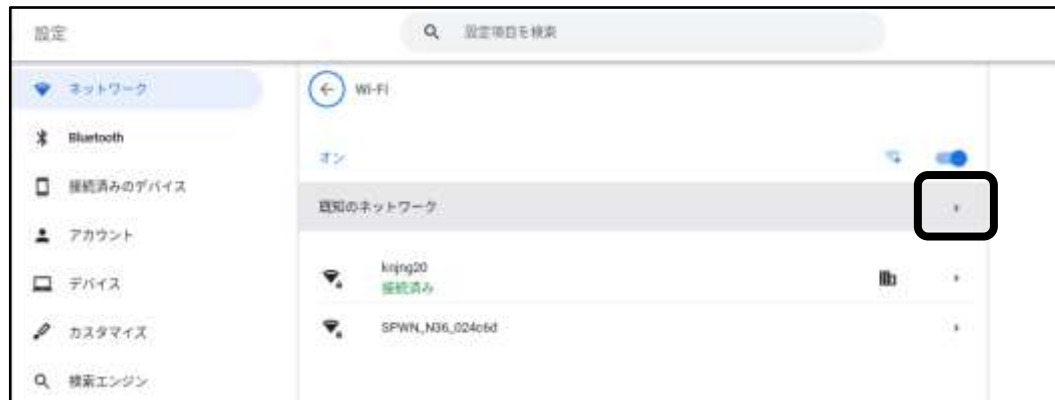 設定
設定項目を検索
ネットワーク
Bluetooth
接続済みのデバイス
アカウント
デバイス
カスタマイズ
検索エンジン
Wi-Fi
オン
既知のネットワーク
knjng20
接続済み
SPWN_N36_024c6d